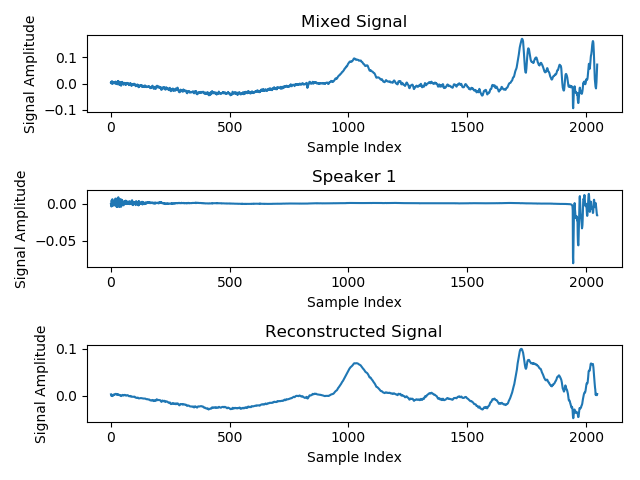 Mixed Signal
Signal Amplitude
0.1
0.0
−0.1
0 500 1000 1500 2000
Sample Index
Speaker 1
Signal Amplitude
0.00
−0.05
0 500 1000 1500 2000
Sample Index
Reconstructed Signal
Signal Amplitude
0.1
0.0
0 500 1000 1500 2000
Sample Index